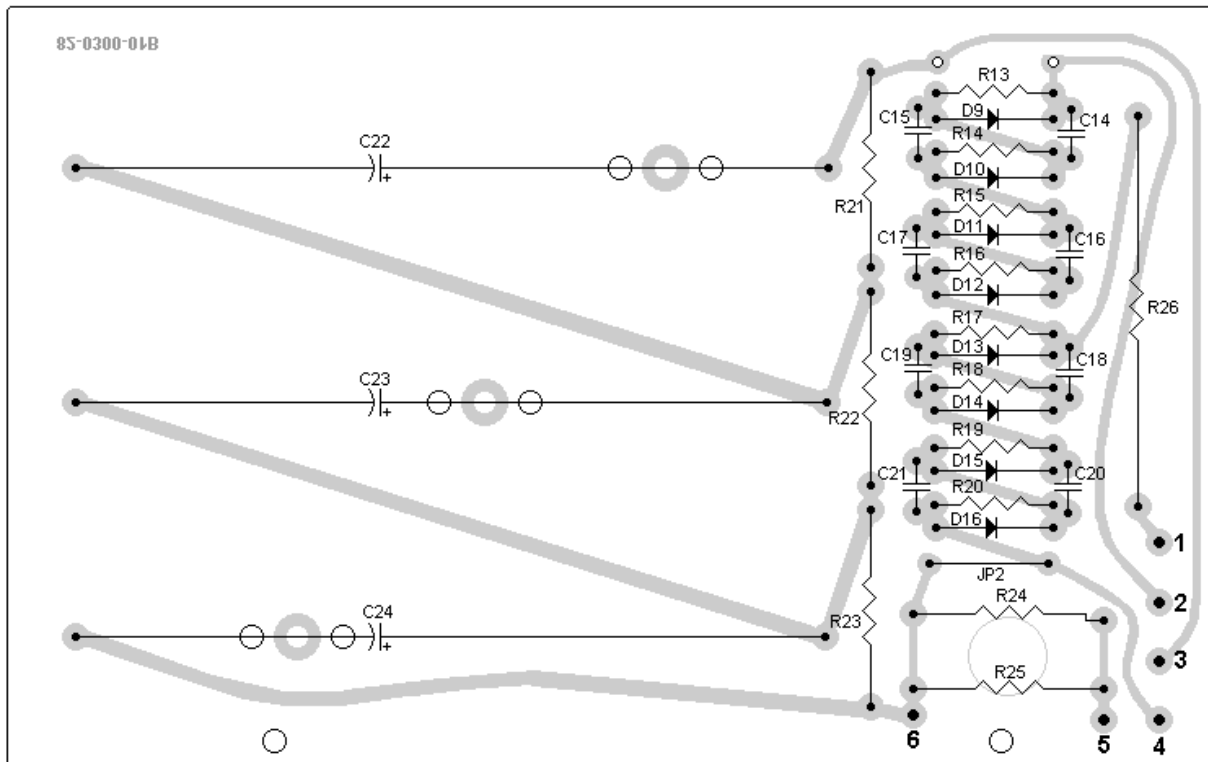 82-0300-01B
R13
D9
C15
C14
R14
C22
D10
R15
R21
D11
C17
C16
R16
D12
R26
R17
D13
C19
C18
R18
C23
D14
R22
R19
D15
C21
C20
R20
D16
1
JP2
R24
2
C24
R23
3
R25
6
5
4